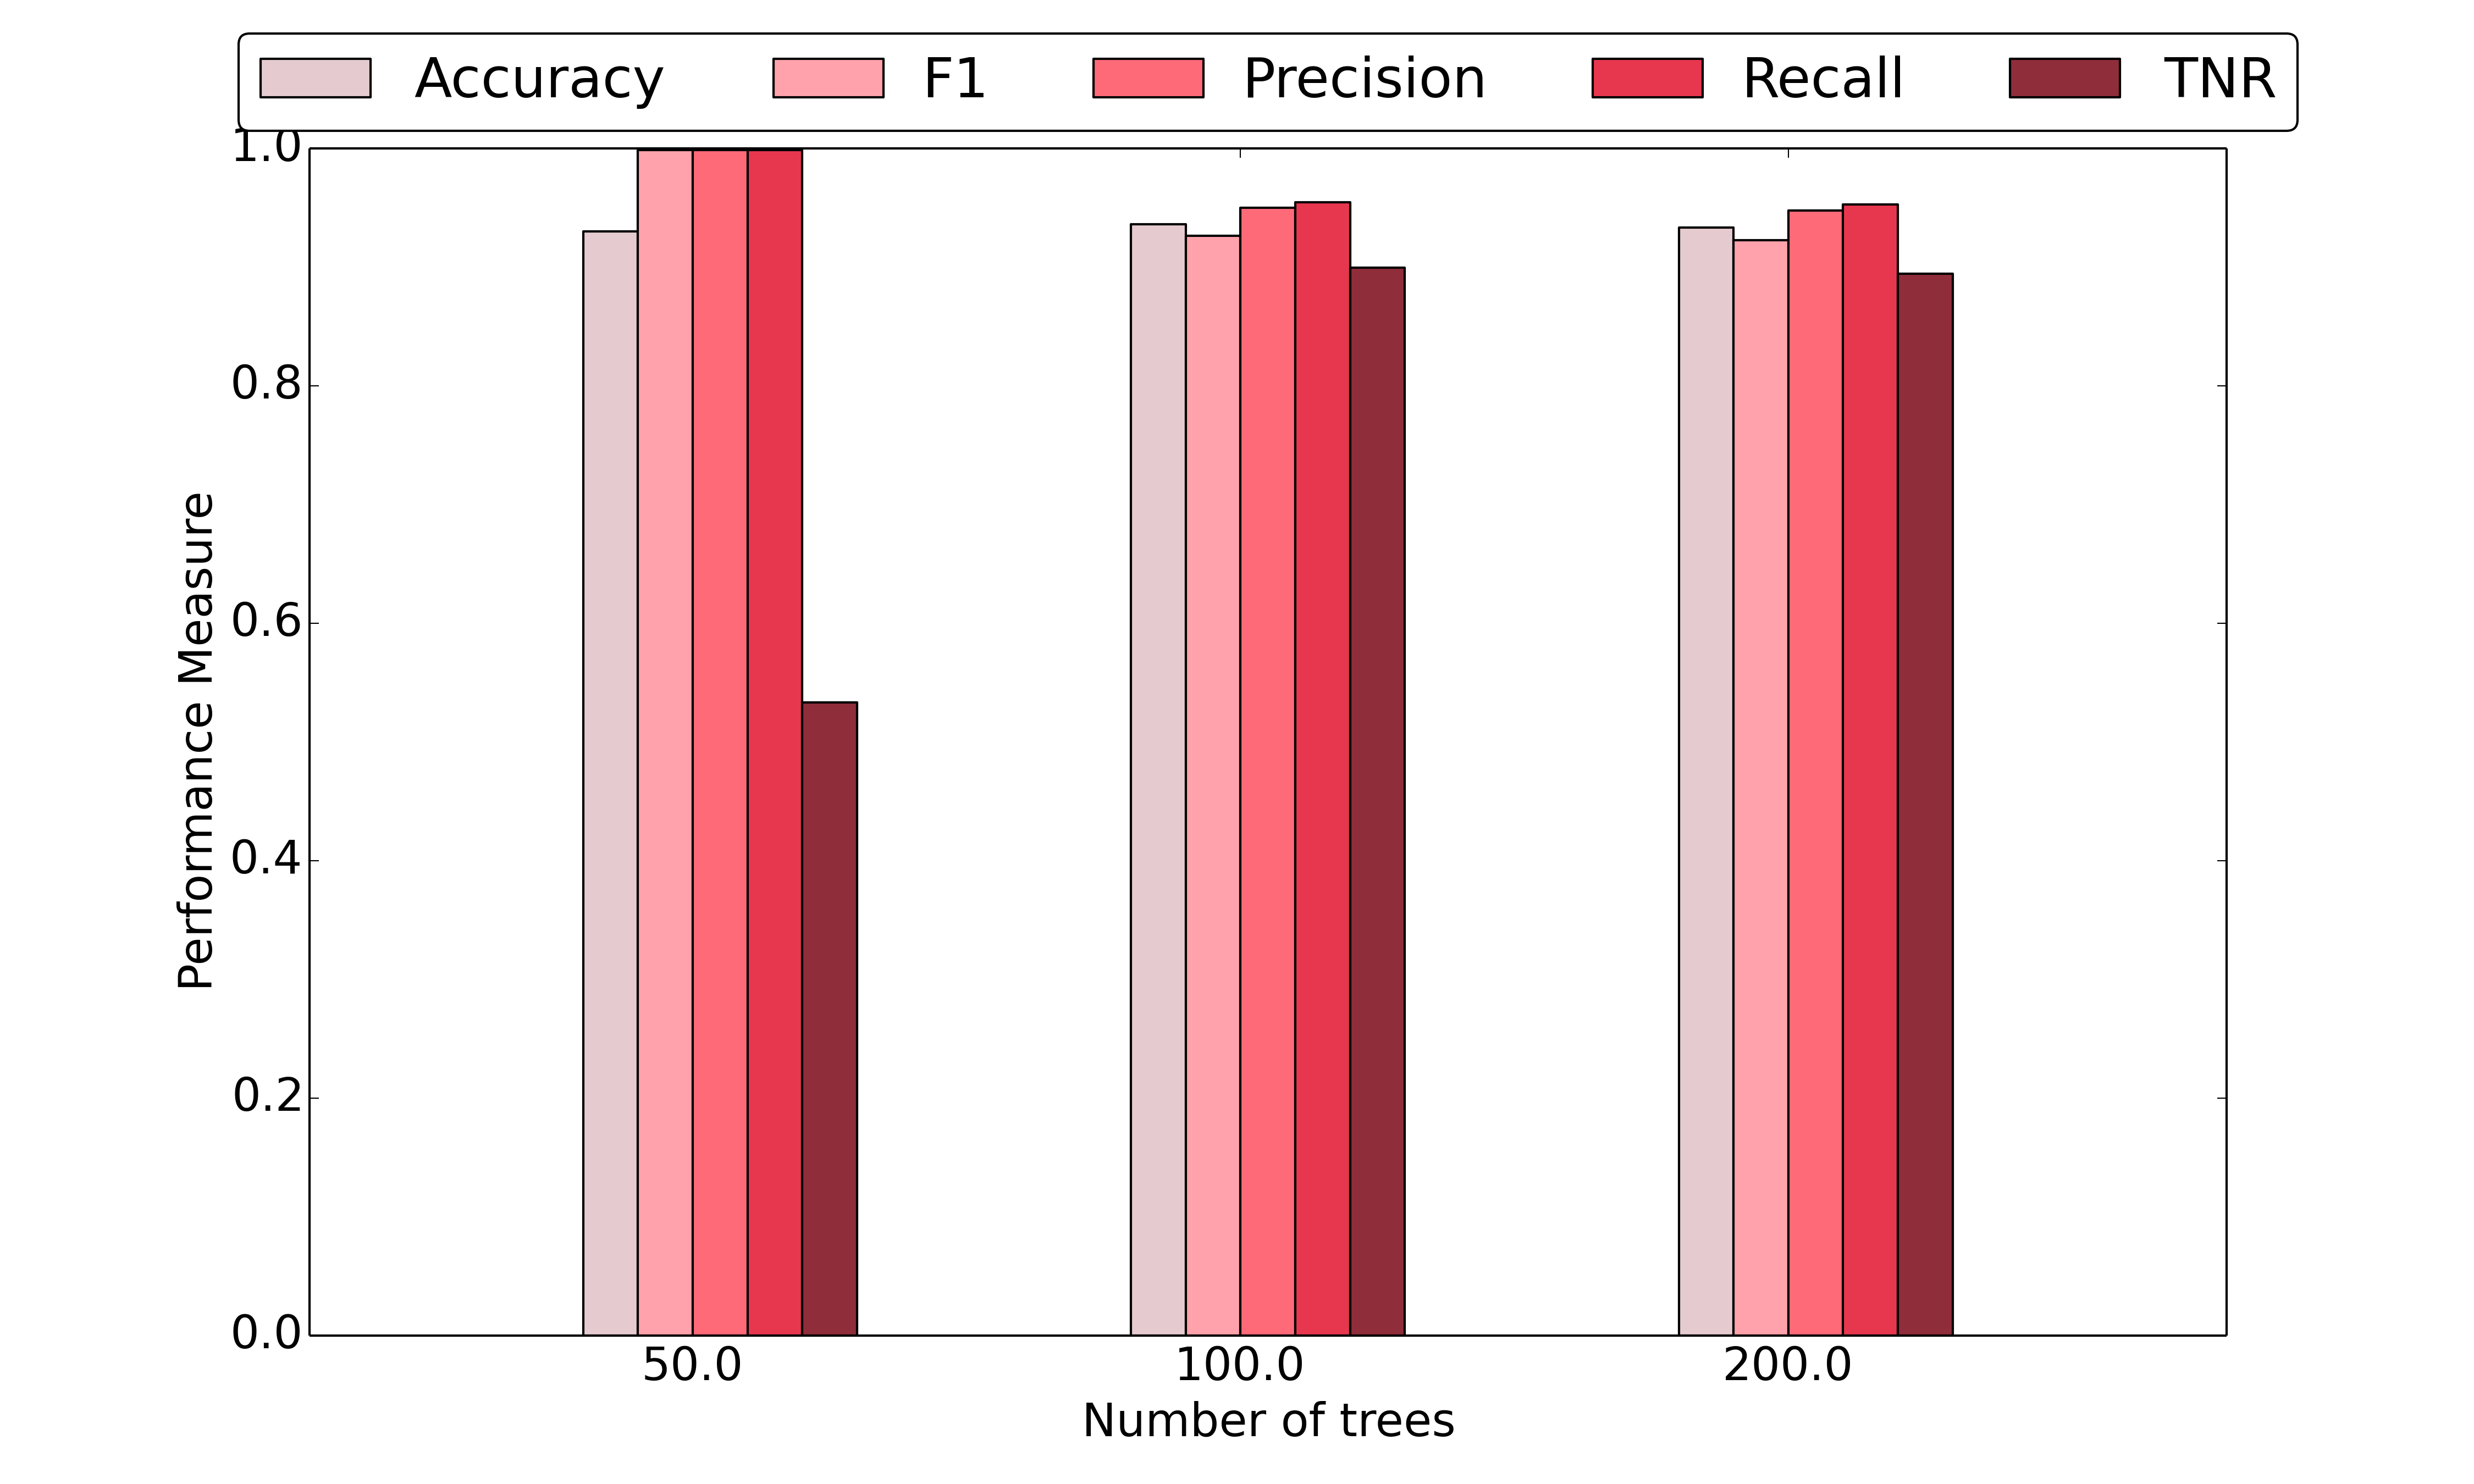 Accuracy F1 Precision Recall TNR
1.0
0.8
0.6
0.4
0.2
0.0
Performance Measure
50.0 100.0 200.0
Number of trees